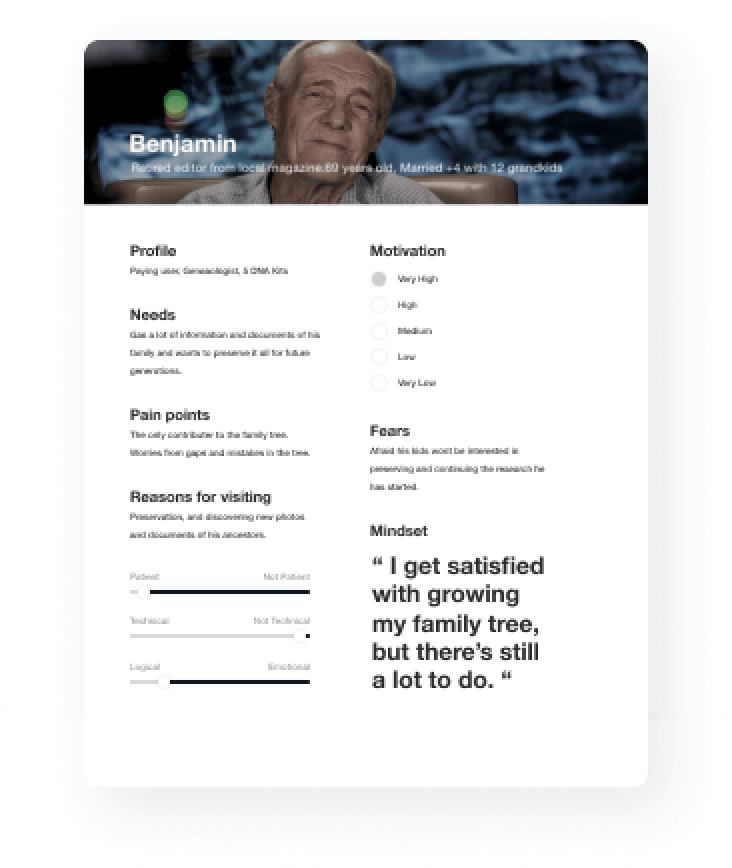 Benjamin
Retired editor from local magazine.69 years old, Married +4 with 12 grandkids
Profile
Paying user, Geneaologist, & DNA Kits
Needs
Gas a lot of information and documents of his
family and wants to preserve it all for future
generations.
Pain points
The only contributer to the family tree.
Worries from gaps and mistakes in the tree.
Reasons for visiting
Preservation, and discovering new photos
and documents of his ancestors.
Patient Not Patient
Technical Not Technical
Logical Emotional
Motivation
Very High
High
Medium
Low
Very Low
Fears
Afraid his kids wont be interested in
preserving and continuing the research he
has started.
Mindset
“ I get satisfied
with growing
my family tree,
but there’s still
a lot to do. “